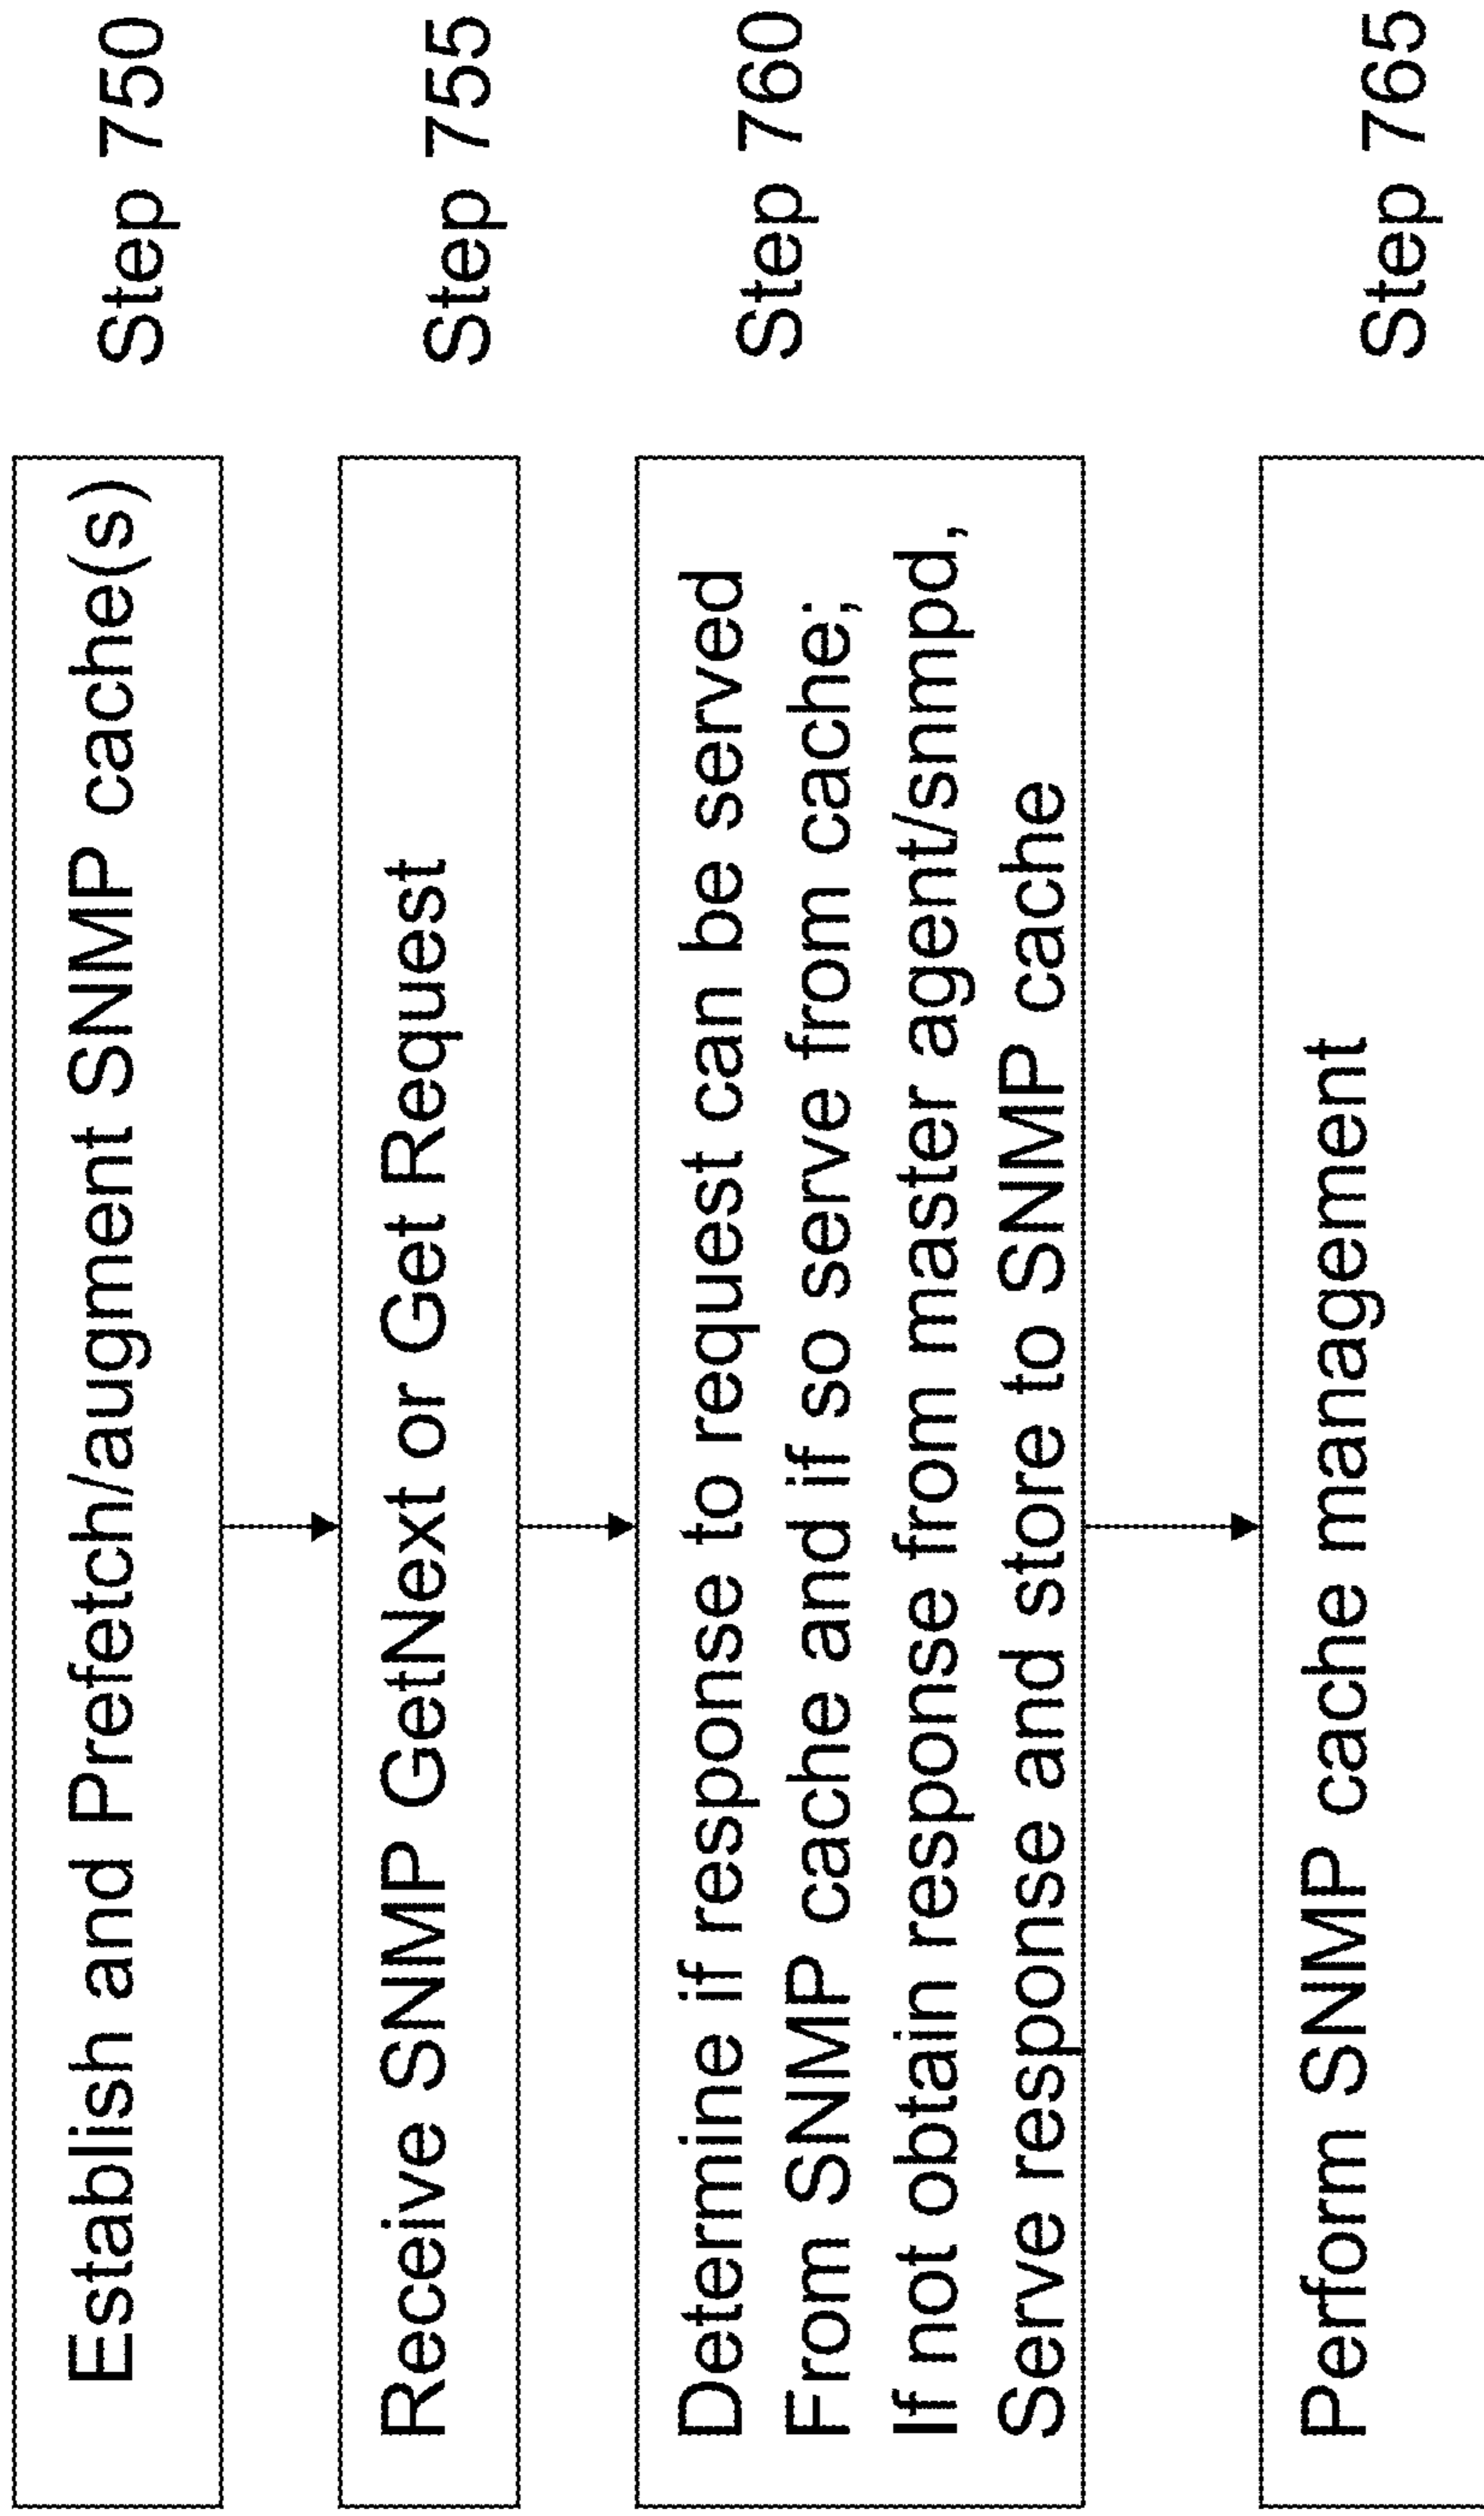 Establish and Prefetch/augment SNMP cache(s)
Step 750
Receive SNMP GetNext or Get Request
Step 755
Determine if response to request can be served
From SNMP cache and if so serve from cache;
If not obtain response from master agent/snmpd,
Serve response and store to SNMP cache
Step 760
Perform SNMP cache management
Step 765